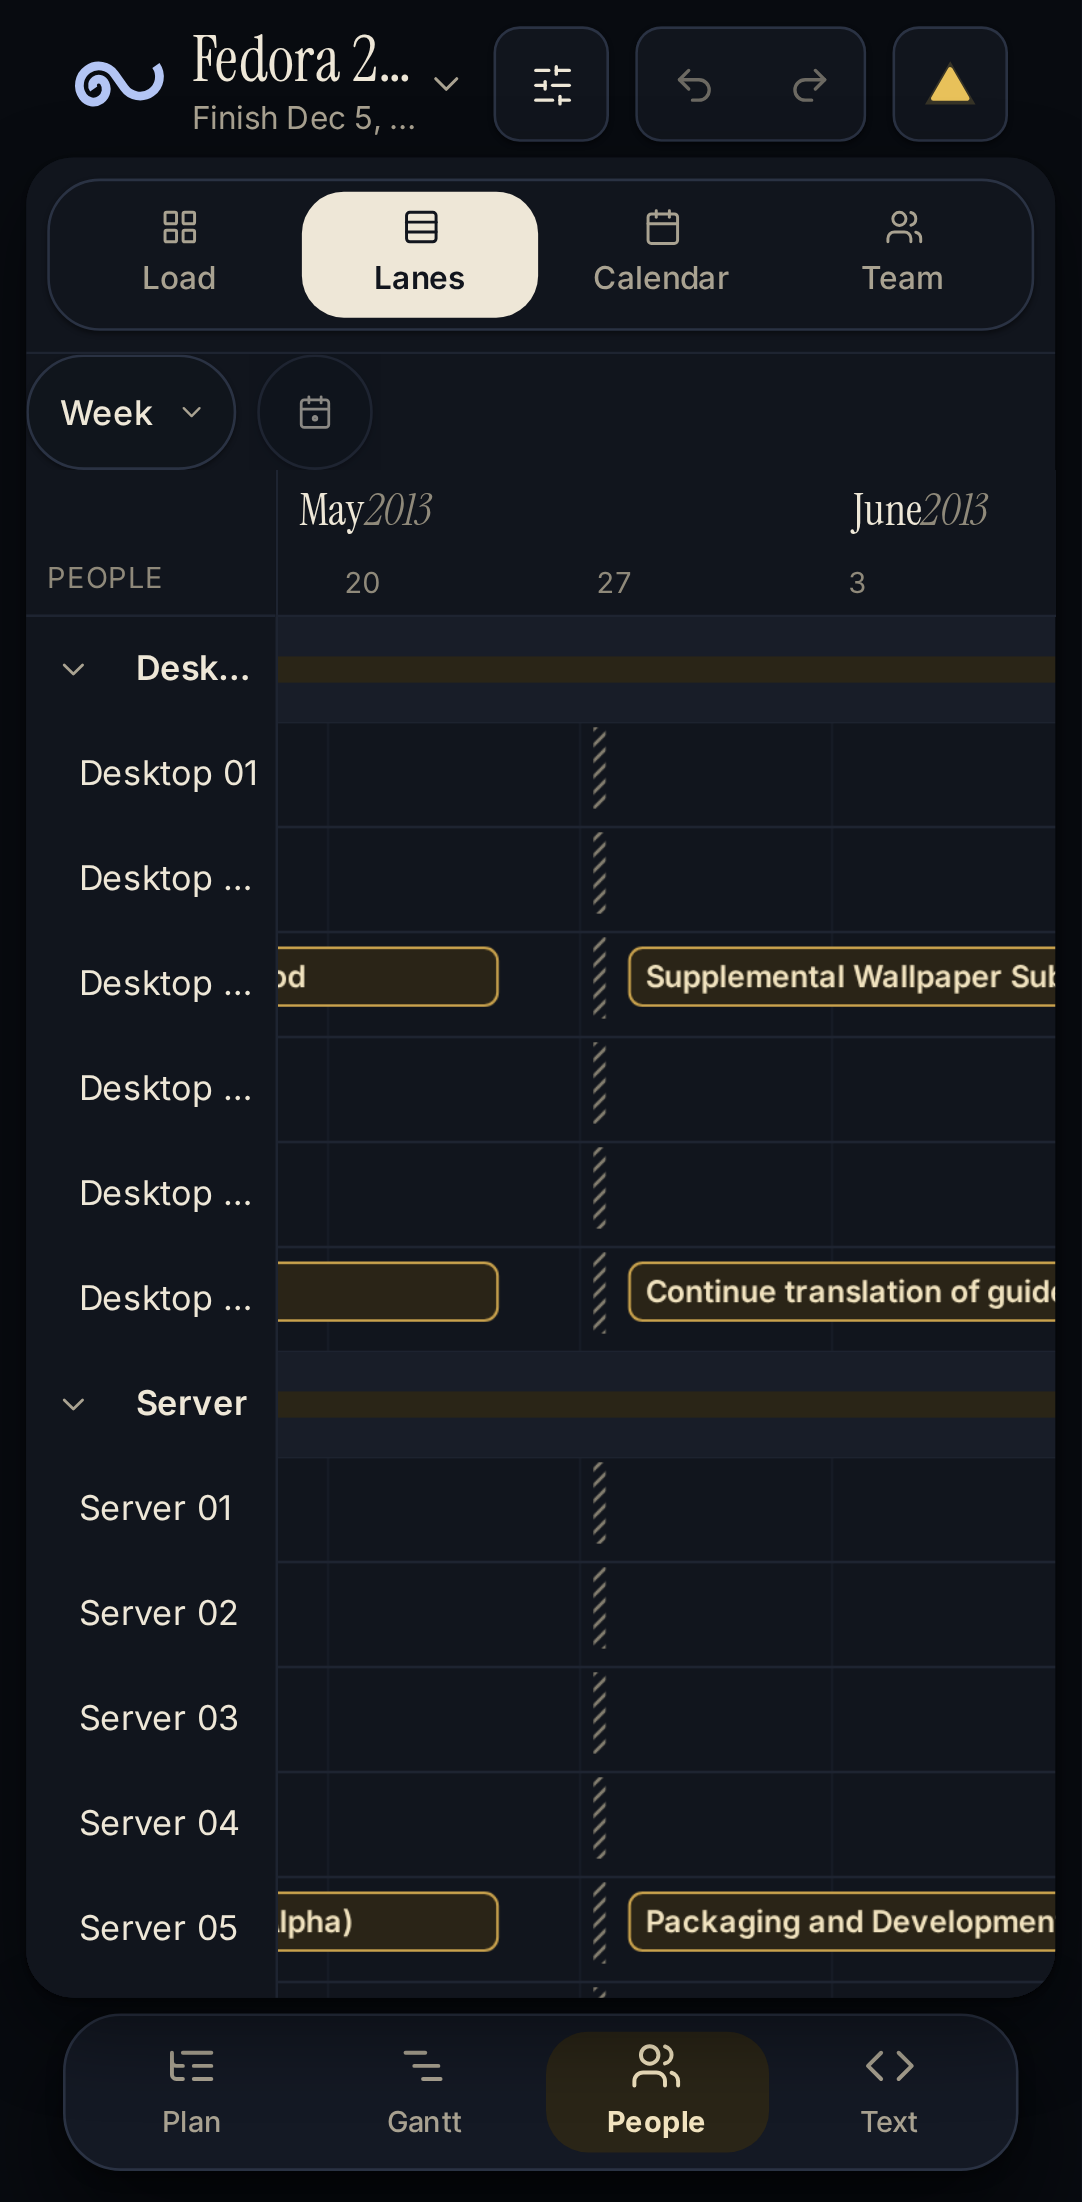 Fedora 2...
Finish Dec 5, ...
Load
Lanes
Calendar
Team
Week
May 2013
June 2013
PEOPLE
20
27
3
Desk...
Desktop 01
Desktop ...
Desktop ...
od
Supplemental Wallpaper Sub
Desktop ...
Desktop ...
Desktop ...
Continue translation of guide
Server
Server 01
Server 02
Server 03
Server 04
Server 05
lpha)
Packaging and Developmen
Plan
Gantt
People
Text